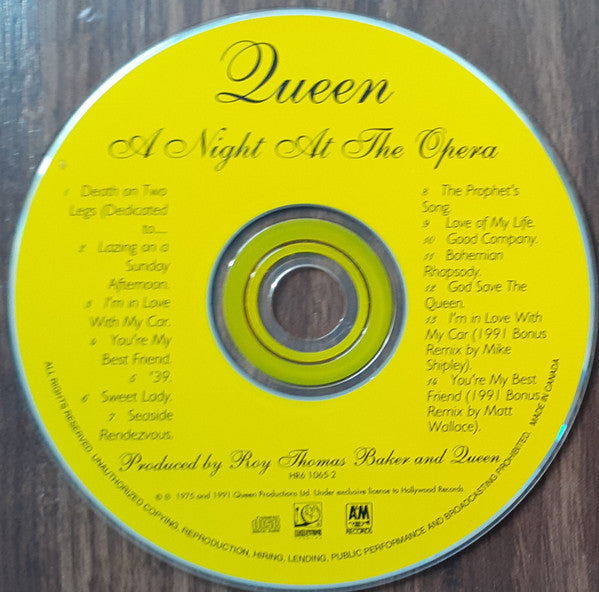 Queen
A Night At The Opera
1 Death on Two
Legs (Dedicated
to....
2 Lazing on a
Sunday
Afternoon.
3 I'm in Love
With My Car.
4 You're My
Best Friend.
5 '39.
6 Sweet Lady.
7 Seaside
Rendezvous.
8 The Prophet's
Song.
9 Love of My Life.
10 Good Company.
11 Bohemian
Rhapsody.
12 God Save The
Queen.
13 I'm in Love With
My Car (1991 Bonus
Remix by Mike
Shipley).
14 You're My Best
Friend (1991 Bonus
Remix by Matt
Wallace).
Produced by Roy Thomas Baker and Queen
HR6 1065-2
© ℗ 1975 and 1991 Queen Productions Ltd. Under exclusive license to Hollywood Records.
A&M
RECORDS
ALL RIGHTS RESERVED. UNAUTHORIZED COPYING, REPRODUCTION, HIRING, LENDING, PUBLIC PERFORMANCE AND BROADCASTING PROHIBITED. MADE IN CANADA